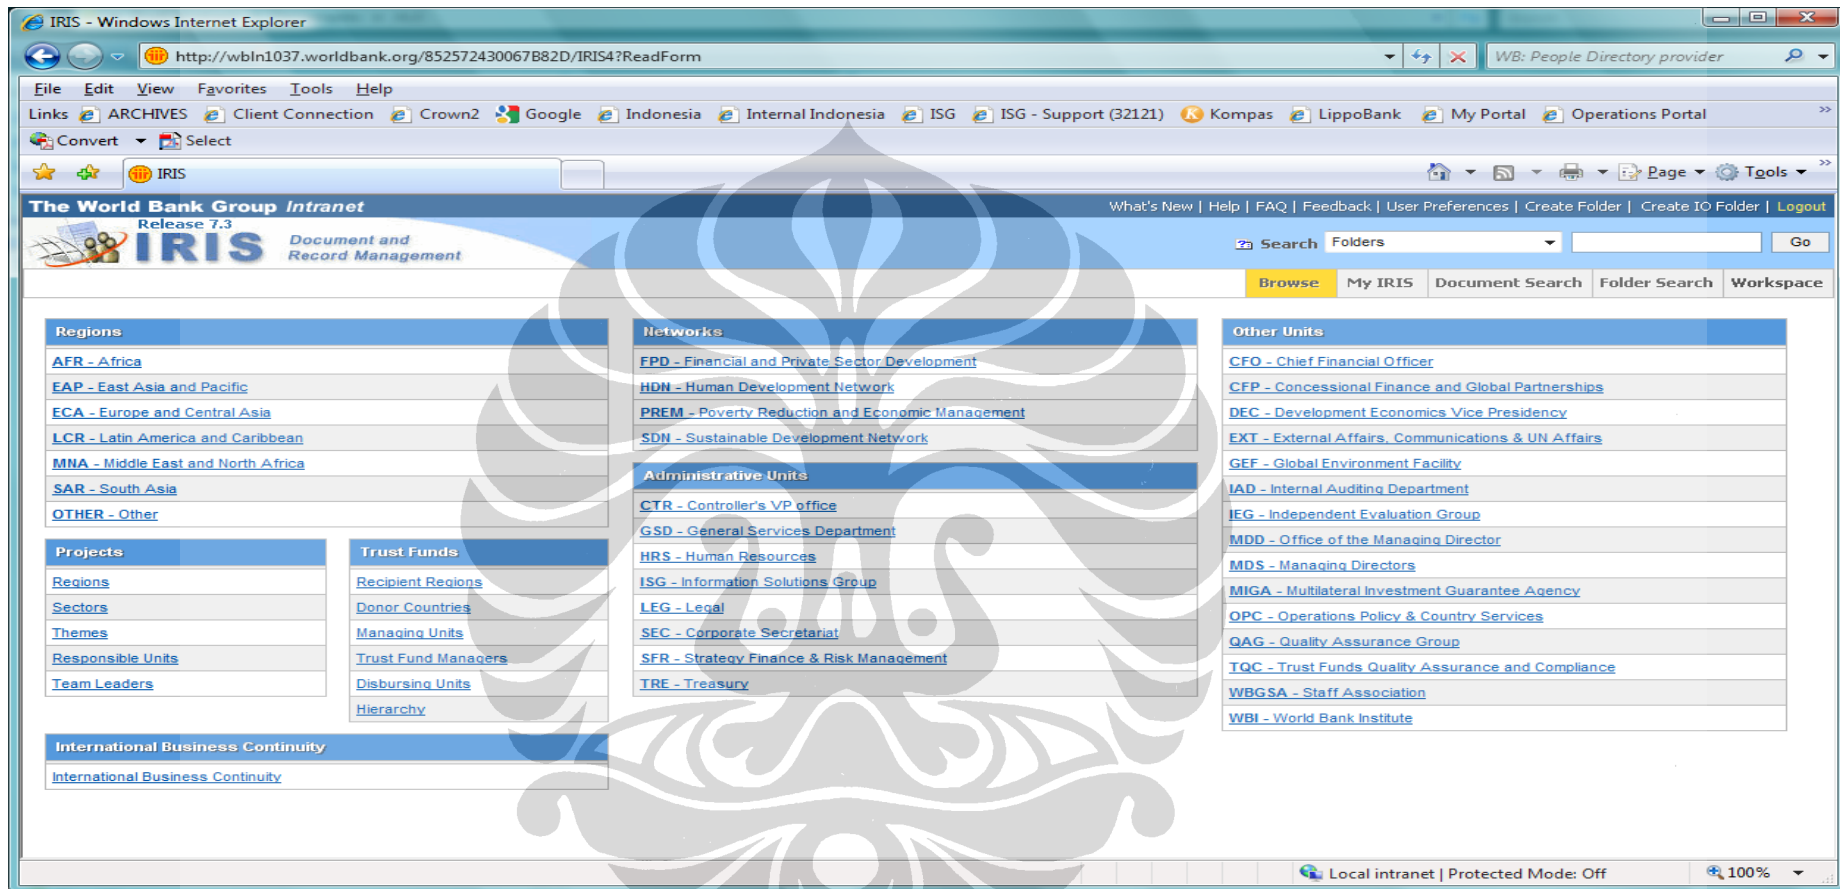 IRIS - Windows Internet Explorer
http://wbln1037.worldbank.org/852572430067B82D/IRIS4?ReadForm
WB: People Directory provider
File Edit View Favorites Tools Help
Links ARCHIVES Client Connection Crown2 Google Indonesia Internal Indonesia ISG ISG - Support (32121) Kompas LippoBank My Portal Operations Portal
Convert Select
IRIS
Page Tools
The World Bank Group Intranet
What's New | Help | FAQ | Feedback | User Preferences | Create Folder | Create IO Folder | Logout
Release 7.3
IRIS
Document and
Record Management
Search Folders Go
Browse My IRIS Document Search Folder Search Workspace
Regions
AFR - Africa
EAP - East Asia and Pacific
ECA - Europe and Central Asia
LCR - Latin America and Caribbean
MNA - Middle East and North Africa
SAR - South Asia
OTHER - Other
Projects
Regions
Sectors
Themes
Responsible Units
Team Leaders
Trust Funds
Recipient Regions
Donor Countries
Managing Units
Trust Fund Managers
Disbursing Units
Hierarchy
International Business Continuity
International Business Continuity
Networks
FPD - Financial and Private Sector Development
HDN - Human Development Network
PREM - Poverty Reduction and Economic Management
SDN - Sustainable Development Network
Administrative Units
CTR - Controller's VP office
GSD - General Services Department
HRS - Human Resources
ISG - Information Solutions Group
LEG - Legal
SEC - Corporate Secretariat
SFR - Strategy Finance & Risk Management
TRE - Treasury
Other Units
CFO - Chief Financial Officer
CFP - Concessional Finance and Global Partnerships
DEC - Development Economics Vice Presidency
EXT - External Affairs, Communications & UN Affairs
GEF - Global Environment Facility
IAD - Internal Auditing Department
IEG - Independent Evaluation Group
MDD - Office of the Managing Director
MDS - Managing Directors
MIGA - Multilateral Investment Guarantee Agency
OPC - Operations Policy & Country Services
QAG - Quality Assurance Group
TQC - Trust Funds Quality Assurance and Compliance
WBGSA - Staff Association
WBI - World Bank Institute
Local intranet | Protected Mode: Off
100%